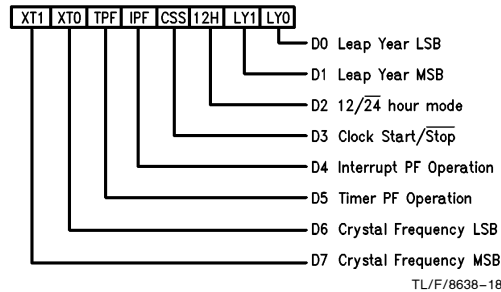 XT1 XT0 TPF IPF CSS 12H LY1 LY0
D0 Leap Year LSB
D1 Leap Year MSB
D2 12/24 hour mode
D3 Clock Start/Stop
D4 Interrupt PF Operation
D5 Timer PF Operation
D6 Crystal Frequency LSB
D7 Crystal Frequency MSB
TL/F/8638-18